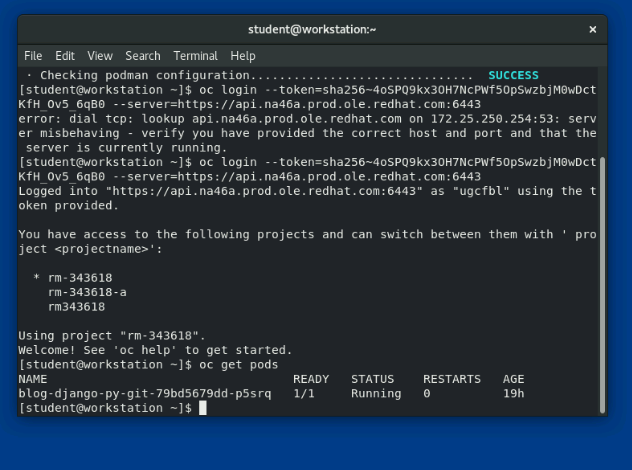 student@workstation:~
×
File Edit View Search Terminal Help
· Checking podman configuration............................... SUCCESS
[student@workstation ~]$ oc login --token=sha256~4oSPQ9kx3OH7NcPWf5OpSwzbjM0wDct
KfH_Ov5_6qB0 --server=https://api.na46a.prod.ole.redhat.com:6443
error: dial tcp: lookup api.na46a.prod.ole.redhat.com on 172.25.250.254:53: serv
er misbehaving - verify you have provided the correct host and port and that the
 server is currently running.
[student@workstation ~]$ oc login --token=sha256~4oSPQ9kx3OH7NcPWf5OpSwzbjM0wDct
KfH_Ov5_6qB0 --server=https://api.na46a.prod.ole.redhat.com:6443
Logged into "https://api.na46a.prod.ole.redhat.com:6443" as "ugcfbl" using the t
oken provided.
You have access to the following projects and can switch between them with ' pro
ject <projectname>':
* rm-343618
rm-343618-a
rm343618
Using project "rm-343618".
Welcome! See 'oc help' to get started.
[student@workstation ~]$ oc get pods
NAME READY STATUS RESTARTS AGE
blog-django-py-git-79bd5679dd-p5srq 1/1 Running 0 19h
[student@workstation ~]$